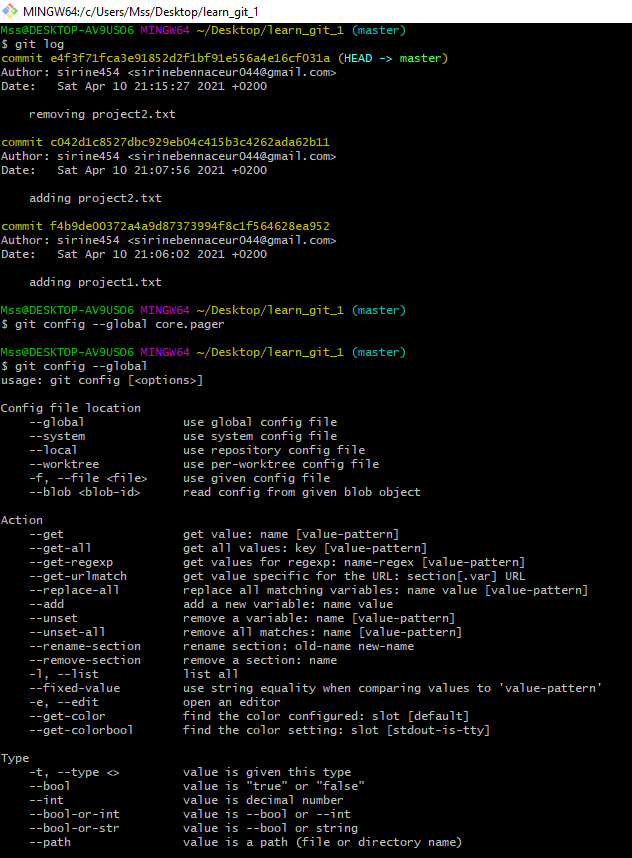 MINGW64:/c/Users/Mss/Desktop/learn_git_1
Mss@DESKTOP-AV9USO6 MINGW64 ~/Desktop/learn_git_1 (master)
$ git log
commit e4f3f71fca3e91852d2f1bf91e556a4e16cf031a (HEAD -> master)
Author: sirine454 <sirinebennaceur044@gmail.com>
Date:   Sat Apr 10 21:15:27 2021 +0200
    removing project2.txt
commit c042d1c8527dbc929eb04c415b3c4262ada62b11
Author: sirine454 <sirinebennaceur044@gmail.com>
Date:   Sat Apr 10 21:07:56 2021 +0200
    adding project2.txt
commit f4b9de00372a4a9d87373994f8c1f564628ea952
Author: sirine454 <sirinebennaceur044@gmail.com>
Date:   Sat Apr 10 21:06:02 2021 +0200
    adding project1.txt
Mss@DESKTOP-AV9USO6 MINGW64 ~/Desktop/learn_git_1 (master)
$ git config --global core.pager
Mss@DESKTOP-AV9USO6 MINGW64 ~/Desktop/learn_git_1 (master)
$ git config --global
usage: git config [<options>]
Config file location
    --global              use global config file
    --system              use system config file
    --local               use repository config file
    --worktree            use per-worktree config file
    -f, --file <file>     use given config file
    --blob <blob-id>      read config from given blob object
Action
    --get                 get value: name [value-pattern]
    --get-all             get all values: key [value-pattern]
    --get-regexp          get values for regexp: name-regex [value-pattern]
    --get-urlmatch        get value specific for the URL: section[.var] URL
    --replace-all         replace all matching variables: name value [value-pattern]
    --add                 add a new variable: name value
    --unset               remove a variable: name [value-pattern]
    --unset-all           remove all matches: name [value-pattern]
    --rename-section      rename section: old-name new-name
    --remove-section      remove a section: name
    -l, --list            list all
    --fixed-value         use string equality when comparing values to 'value-pattern'
    -e, --edit            open an editor
    --get-color           find the color configured: slot [default]
    --get-colorbool       find the color setting: slot [stdout-is-tty]
Type
    -t, --type <>         value is given this type
    --bool                value is "true" or "false"
    --int                 value is decimal number
    --bool-or-int         value is --bool or --int
    --bool-or-str         value is --bool or string
    --path                value is a path (file or directory name)